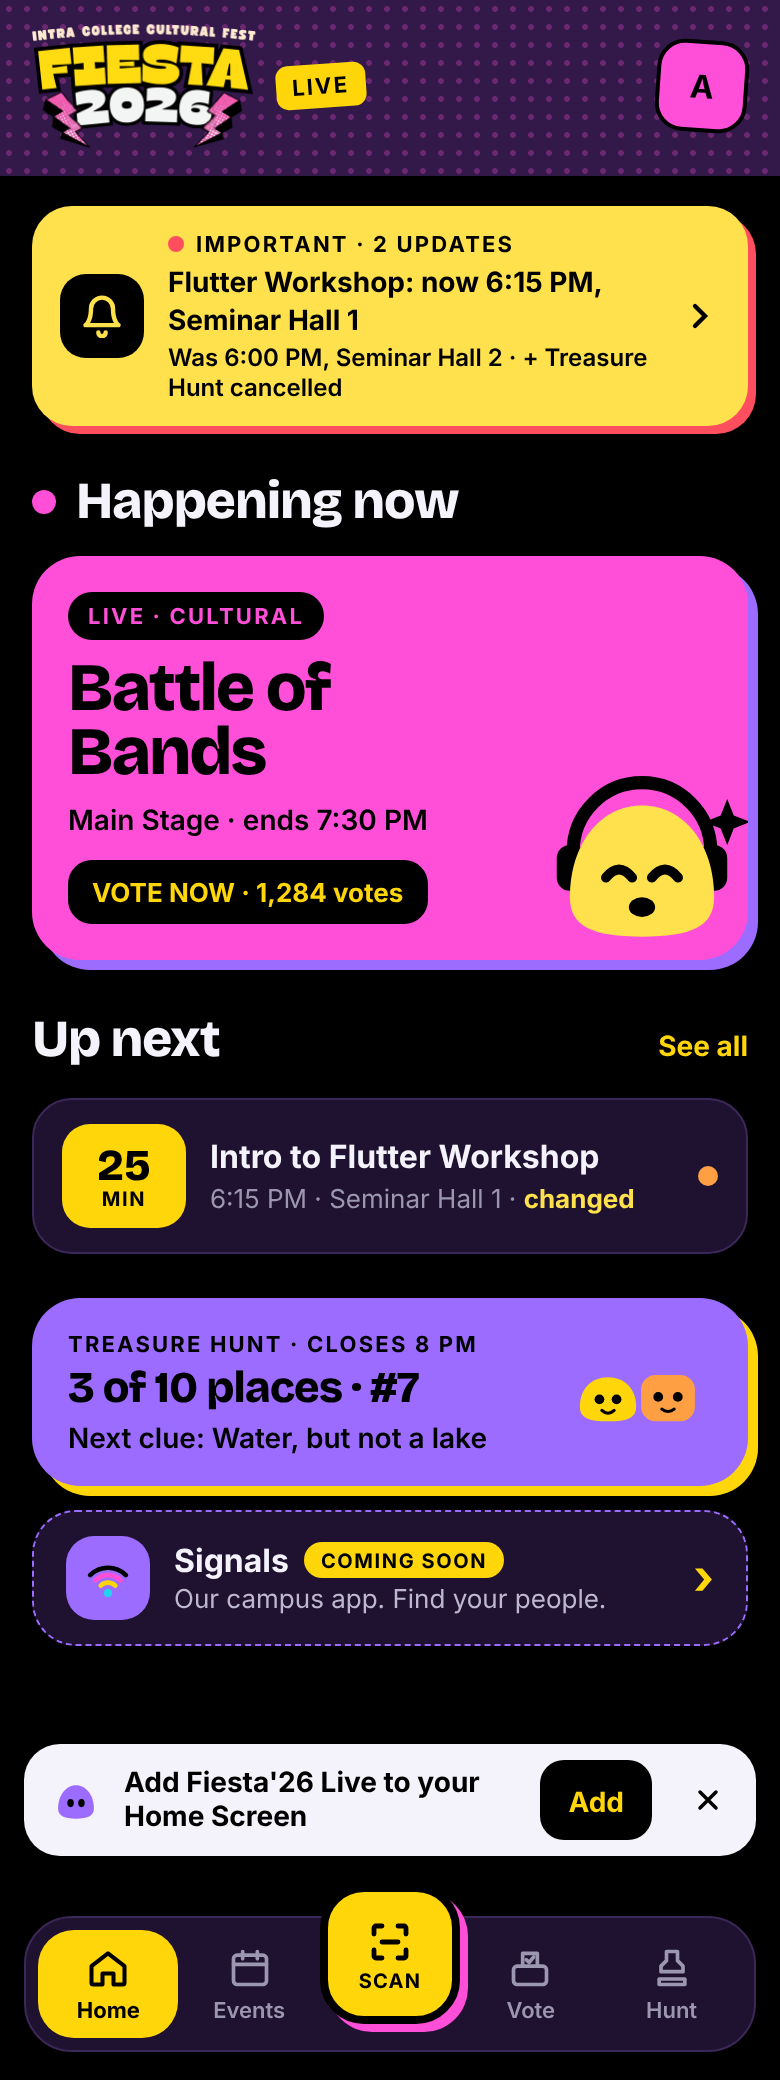 INTRA COLLEGE CULTURAL FEST
FIESTA
2026
LIVE
A
IMPORTANT · 2 UPDATES
Flutter Workshop: now 6:15 PM,
Seminar Hall 1
Was 6:00 PM, Seminar Hall 2 · + Treasure
Hunt cancelled
Happening now
LIVE · CULTURAL
Battle of
Bands
Main Stage · ends 7:30 PM
VOTE NOW · 1,284 votes
Up next
See all
25
MIN
Intro to Flutter Workshop
6:15 PM · Seminar Hall 1 · changed
TREASURE HUNT · CLOSES 8 PM
3 of 10 places · #7
Next clue: Water, but not a lake
Signals COMING SOON
Our campus app. Find your people.
Add Fiesta'26 Live to your
Home Screen
Add
Home
Events
SCAN
Vote
Hunt